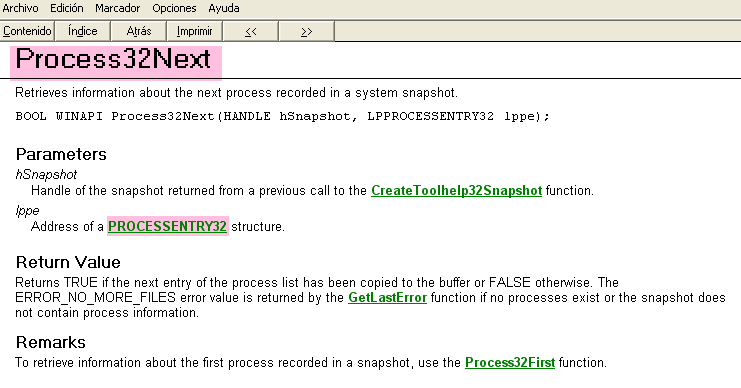 Archivo Edición Marcador Opciones Ayuda
Contenido Índice Atrás Imprimir << >>
Process32Next
Retrieves information about the next process recorded in a system snapshot.
BOOL WINAPI Process32Next(HANDLE hSnapshot, LPPROCESSENTRY32 lppe);
Parameters
hSnapshot
Handle of the snapshot returned from a previous call to the CreateToolhelp32Snapshot function.
lppe
Address of a PROCESSENTRY32 structure.
Return Value
Returns TRUE if the next entry of the process list has been copied to the buffer or FALSE otherwise. The
ERROR_NO_MORE_FILES error value is returned by the GetLastError function if no processes exist or the snapshot does
not contain process information.
Remarks
To retrieve information about the first process recorded in a snapshot, use the Process32First function.